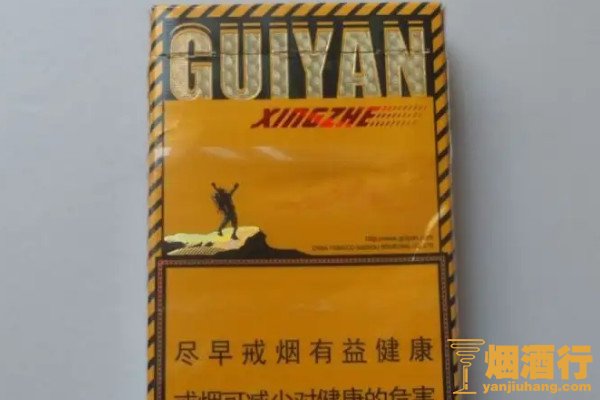 GUIYAN
XINGZHE
尽早戒烟有益健康
戒烟可减少对健康的危害
烟酒行
yanjiuhang.com